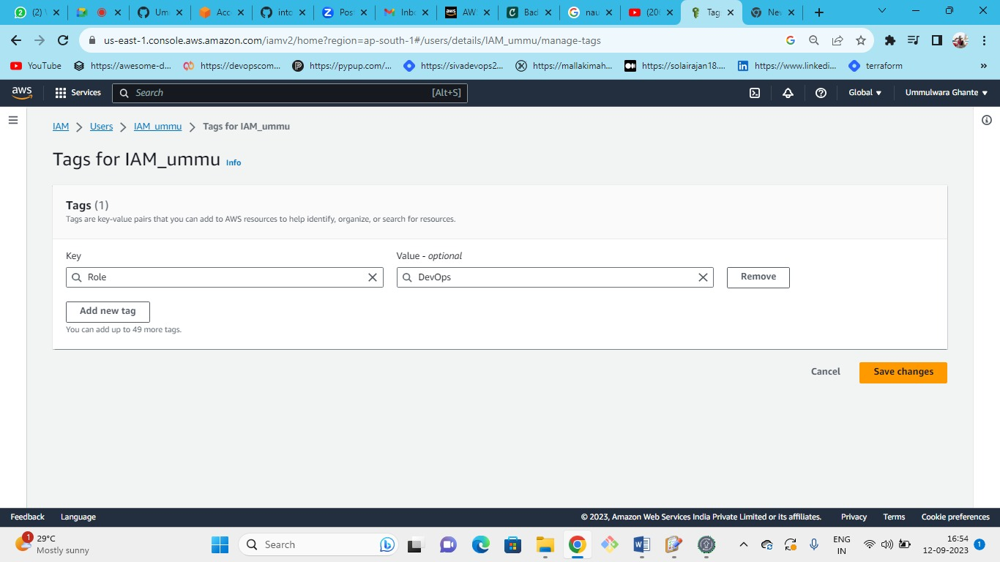 (2) \
Um
Acc
intc
Post
Inbo
AW
Bad
nau
(20
Tag
Nev
us-east-1.console.aws.amazon.com/iamv2/home?region=ap-south-1#/users/details/IAM_ummu/manage-tags
YouTube https://awesome-d... https://devopscom... https://pypup.com/... https://sivadevops2... https://mallakimah... https://solairajan18.... https://www.linkedi... terraform »
aws Services Search [Alt+S] Global Ummulwara Ghante
IAM > Users > IAM_ummu > Tags for IAM_ummu
Tags for IAM_ummu Info
Tags (1)
Tags are key-value pairs that you can add to AWS resources to help identify, organize, or search for resources.
Key Value - optional
Role DevOps Remove
Add new tag
You can add up to 49 more tags.
Cancel Save changes
Feedback Language © 2023, Amazon Web Services India Private Limited or its affiliates. Privacy Terms Cookie preferences
1 29°C
Mostly sunny
Search
ENG
IN
16:54
12-09-2023
1